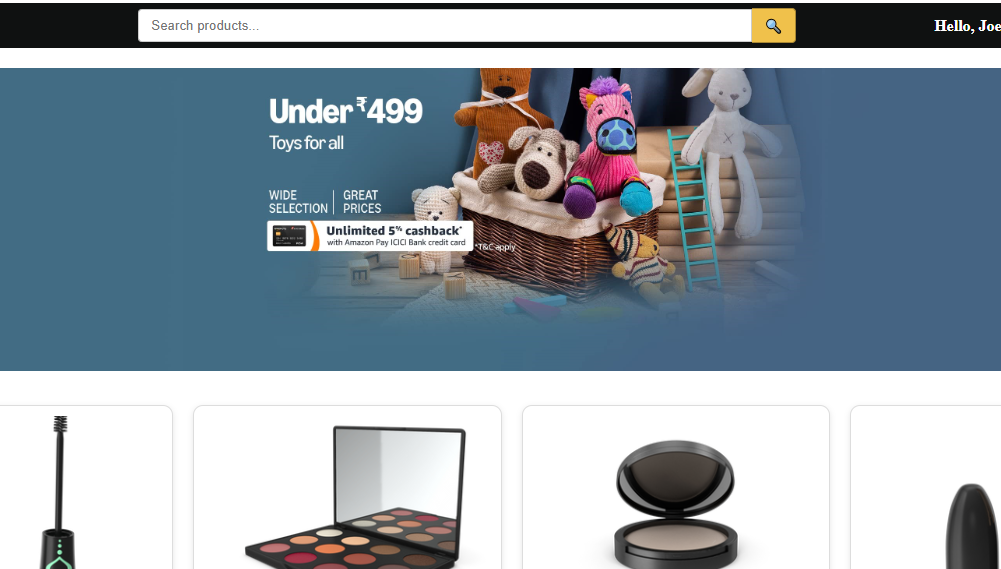 Search products...
Hello, Joe
Under ₹499
Toys for all
WIDE SELECTION | GREAT PRICES
Unlimited 5% cashback*
with Amazon Pay ICICI Bank credit card
*T&C apply